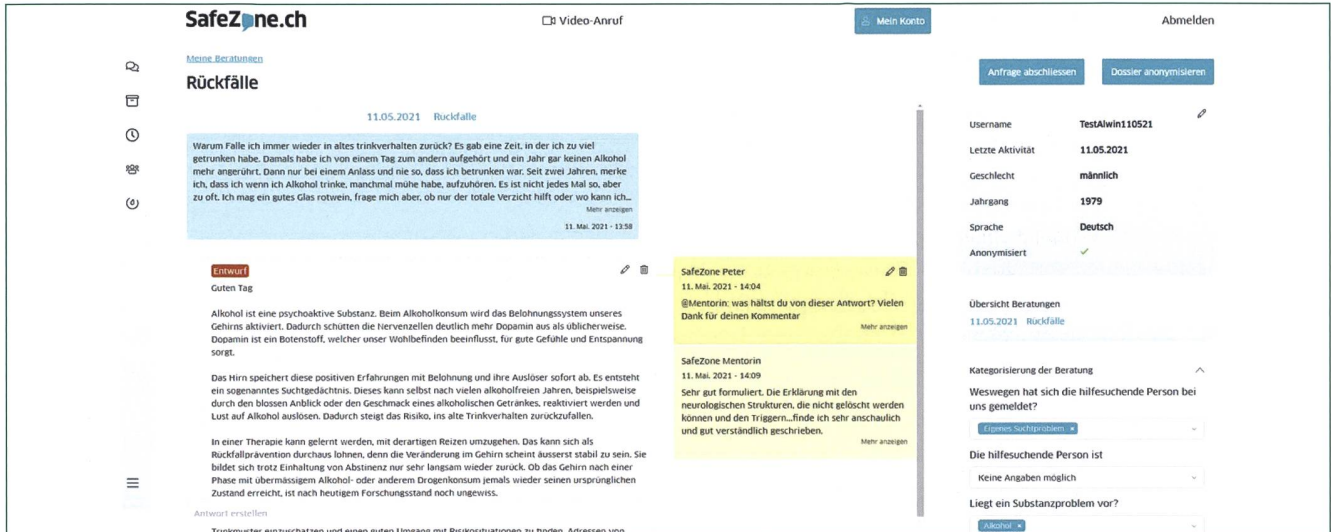 SafeZone.ch
Video-Anruf
Mein Konto
Abmelden
Meine Beratungen
Rückfälle
Anfrage abschliessen
Dossier anonymisieren
11.05.2021 Rückfälle
Warum Falle ich immer wieder in altes trinkverhalten zurück? Es gab eine Zeit, in der ich zu viel
getrunken habe. Damals habe ich von einem Tag zum andern aufgehört und ein Jahr gar keinen Alkohol
mehr angerührt. Dann nur bei einem Anlass und nie so, dass ich betrunken war. Seit zwei Jahren, merke
ich, dass ich wenn ich Alkohol trinke, manchmal mühe habe, aufzuhören. Es ist nicht jedes Mal so, aber
zu oft. Ich mag ein gutes Glas rotwein, frage mich aber, ob nur der totale Verzicht hilft oder wo kann ich...
Mehr anzeigen
11. Mai. 2021 - 13:58
Entwurf
Guten Tag
Alkohol ist eine psychoaktive Substanz. Beim Alkoholkonsum wird das Belohnungssystem unseres
Gehirns aktiviert. Dadurch schütten die Nervenzellen deutlich mehr Dopamin aus als üblicherweise.
Dopamin ist ein Botenstoff, welcher unser Wohlbefinden beeinflusst, für gute Gefühle und Entspannung
sorgt.
Das Hirn speichert diese positiven Erfahrungen mit Belohnung und ihre Auslöser sofort ab. Es entsteht
ein sogenanntes Suchtgedächtnis. Dieses kann selbst nach vielen alkoholfreien Jahren, beispielsweise
durch den blossen Anblick oder den Geschmack eines alkoholischen Getränkes, reaktiviert werden und
Lust auf Alkohol auslösen. Dadurch steigt das Risiko, ins alte Trinkverhalten zurückzufallen.
In einer Therapie kann gelernt werden, mit derartigen Reizen umzugehen. Das kann sich als
Rückfallprävention durchaus lohnen, denn die Veränderung im Gehirn scheint äusserst stabil zu sein. Sie
bildet sich trotz Einhaltung von Abstinenz nur sehr langsam wieder zurück. Ob das Gehirn nach einer
Phase mit übermässigem Alkohol- oder anderem Drogenkonsum jemals wieder seinen ursprünglichen
Zustand erreicht, ist nach heutigem Forschungsstand noch ungewiss.
Antwort erstellen
Trinkmuster einzuschätzen und einen guten Umgang mit Risikosituationen zu finden. Adressen von
SafeZone Peter
11. Mai. 2021 - 14:04
@Mentorin: was hältst du von dieser Antwort? Vielen
Dank für deinen Kommentar
Mehr anzeigen
SafeZone Mentorin
11. Mai. 2021 - 14:09
Sehr gut formuliert. Die Erklärung mit den
neurologischen Strukturen, die nicht gelöscht werden
können und den Triggern...finde ich sehr anschaulich
und gut verständlich geschrieben.
Mehr anzeigen
Username TestAlwin110521
Letzte Aktivität 11.05.2021
Geschlecht männlich
Jahrgang 1979
Sprache Deutsch
Anonymisiert
Übersicht Beratungen
11.05.2021 Rückfälle
Kategorisierung der Beratung
Weswegen hat sich die hilfesuchende Person bei
uns gemeldet?
Eigenes Suchtproblem ×
Die hilfesuchende Person ist
Keine Angaben möglich
Liegt ein Substanzproblem vor?
Alkohol ×